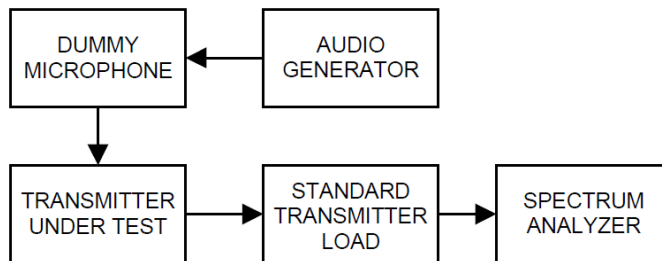 DUMMY
MICROPHONE
AUDIO
GENERATOR
TRANSMITTER
UNDER TEST
STANDARD
TRANSMITTER
LOAD
SPECTRUM
ANALYZER